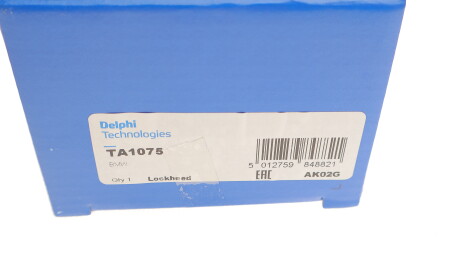 Delphi
Technologies
TA1075
BMW
Qty 1 Lockheed
5 012759 848821
EAC AK02G